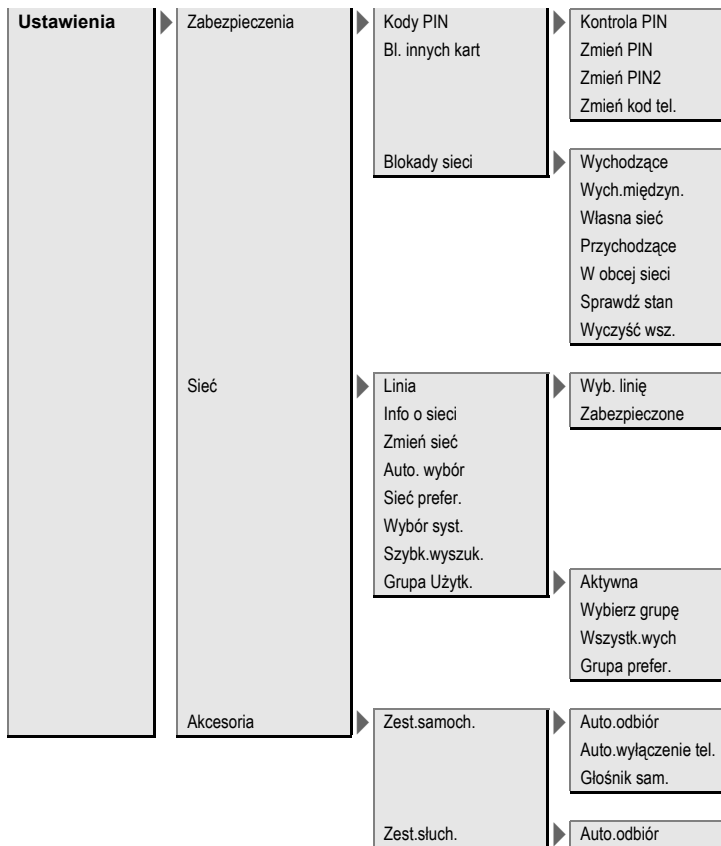 Ustawienia
Zabezpieczenia
Kody PIN
Kontrola PIN
Zmień PIN
Zmień PIN2
Zmień kod tel.
Bl. innych kart
Blokady sieci
Wychodzące
Wych.międzyn.
Własna sieć
Przychodzące
W obcej sieci
Sprawdź stan
Wyczyść wsz.
Sieć
Linia
Wyb. linię
Zabezpieczone
Info o sieci
Zmień sieć
Auto. wybór
Sieć prefer.
Wybór syst.
Szybk.wyszuk.
Grupa Użytk.
Aktywna
Wybierz grupę
Wszystk.wych
Grupa prefer.
Akcesoria
Zest.samoch.
Auto.odbiór
Auto.wyłączenie tel.
Głośnik sam.
Zest.słuch.
Auto.odbiór